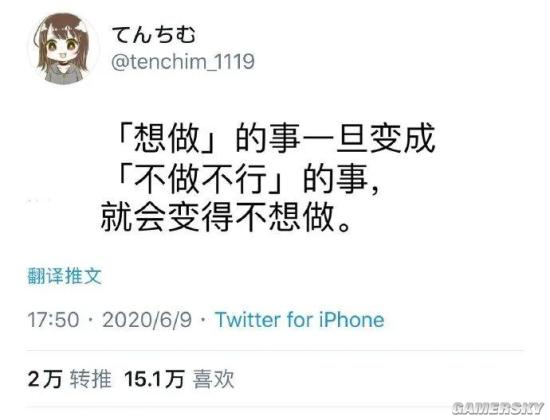 てんちむ
@tenchim_1119
「想做」的事一旦变成
「不做不行」的事，
就会变得不想做。
翻译推文
17:50 · 2020/6/9 · Twitter for iPhone
2万 转推 15.1万 喜欢
GAMERSKY